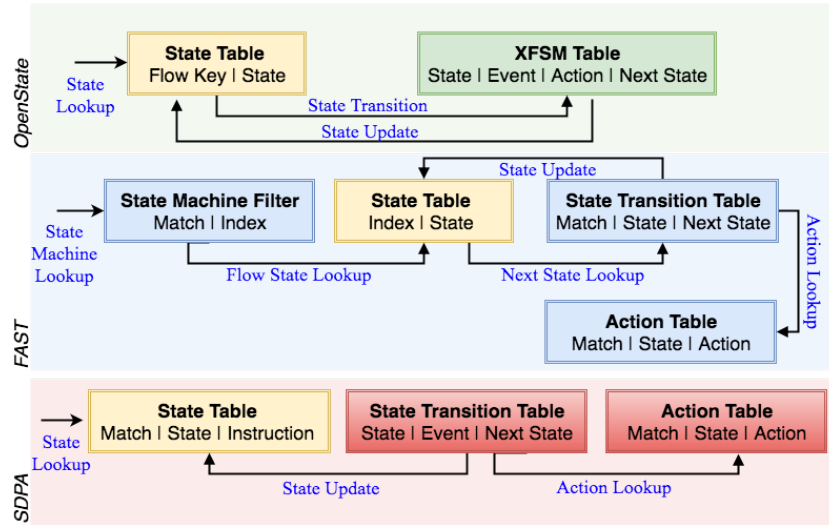 OpenState
State Table
Flow Key | State
XFSM Table
State | Event | Action | Next State
State
Lookup
State Transition
State Update
FAST
State Update
State Machine Filter
Match | Index
State Table
Index | State
State Transition Table
Match | State | Next State
State
Machine
Lookup
Flow State Lookup
Next State Lookup
Action Lookup
Action Table
Match | State | Action
SDPA
State Table
Match | State | Instruction
State Transition Table
State | Event | Next State
Action Table
Match | State | Action
State
Lookup
State Update
Action Lookup